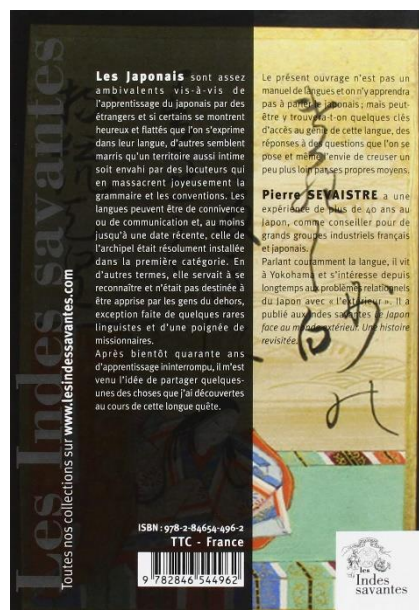 Les Indes savantes
Toutes nos collections sur www.lesindessavantes.com
Les Japonais sont assez
ambivalents vis-à-vis de
l'apprentissage du japonais par des
étrangers et si certains se montrent
heureux et flattés que l'on s'exprime
dans leur langue, d'autres semblent
marris qu'un territoire aussi intime
soit envahi par des locuteurs qui
en massacrent joyeusement la
grammaire et les conventions. Les
langues peuvent être de connivence
ou de communication et, au moins
jusqu'à une date récente, celle de
l'archipel était résolument installée
dans la première catégorie. En
d'autres termes, elle servait à se
reconnaître et n'était pas destinée à
être apprise par les gens du dehors,
exception faite de quelques rares
linguistes et d'une poignée de
missionnaires.
Après bientôt quarante ans
d'apprentissage ininterrompu, il m'est
venu l'idée de partager quelques-
unes des choses que j'ai découvertes
au cours de cette longue quête.
Le présent ouvrage n'est pas un
manuel de langues et on n'y apprendra
pas à parler le japonais ; mais peut-
être y trouvera-t-on quelques clés
d'accès au génie de cette langue, des
réponses à des questions que l'on se
pose et même l'envie de creuser un
peu plus loin par ses propres moyens.
Pierre SEVAISTRE a une
expérience de plus de 40 ans au
Japon, comme conseiller pour de
grands groupes industriels français
et japonais.
Parlant couramment la langue, il vit
à Yokohama et s'intéresse depuis
longtemps aux problèmes relationnels
du Japon avec « l'extérieur ». Il a
publié aux Indes savantes Le Japon
face au monde extérieur. Une histoire
revisitée.
ISBN : 978-2-84654-496-2
TTC - France
9 782846 544962
les
Indes
savantes